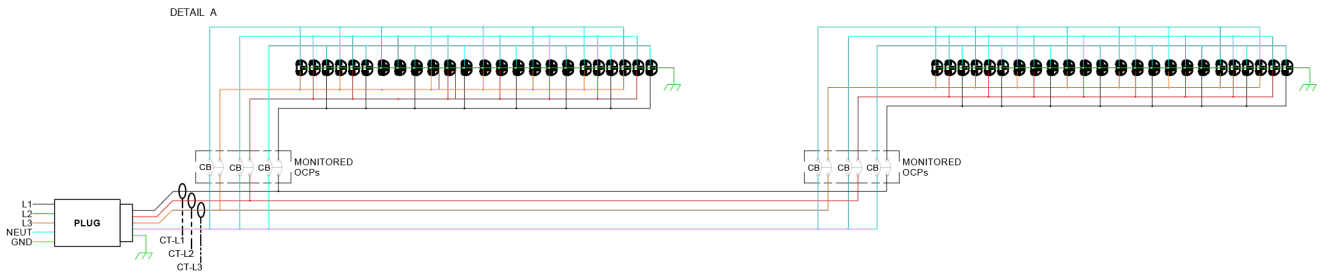 DETAIL A
CB CB CB MONITORED
OCPs
CB CB CB MONITORED
OCPs
L1
L2
L3
NEUT
GND
PLUG
CT-L1
CT-L2
CT-L3